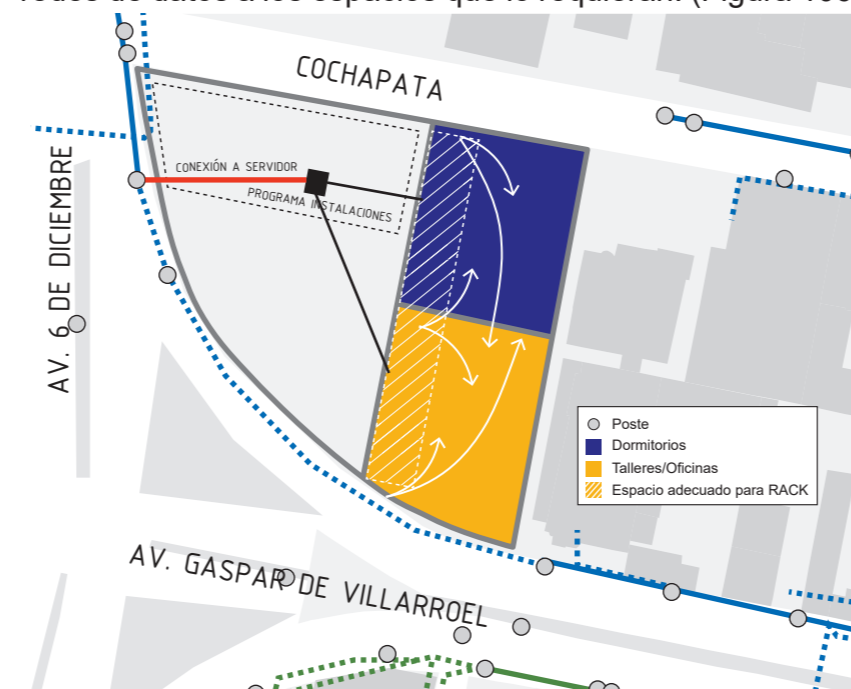 COCHAPATA
CONEXIÓN A SERVIDOR
PROGRAMA INSTALACIONES
AV. 6 DE DICIEMBRE
Poste
Dormitorios
Talleres/Oficinas
Espacio adecuado para RACK
AV. GASPAR DE VILLARROEL